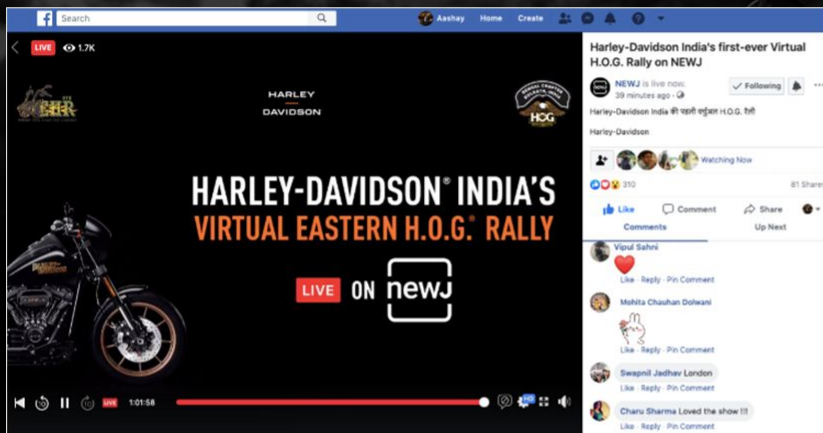 Search
Aashay
Home
Create
LIVE
1.7K
HARLEY
DAVIDSON
HOG
HARLEY-DAVIDSON® INDIA'S
VIRTUAL EASTERN H.O.G.® RALLY
LIVE ON newJ
LIVE
1:01:58
HD
Harley-Davidson India's first-ever Virtual
H.O.G. Rally on NEWJ
NEWJ is live now.
39 minutes ago
Following
Harley-Davidson India की पहली वर्चुअल H.O.G. रैली
Harley-Davidson
Watching Now
310
81 Shares
Like Comment Share
Comments Up Next
Vipul Sahni
Like · Reply · Pin Comment
Mohita Chauhan Dolwani
Like · Reply · Pin Comment
Swapnil Jadhav London
Like · Reply · Pin Comment
Charu Sharma Loved the show !!!
Like · Reply · Pin Comment